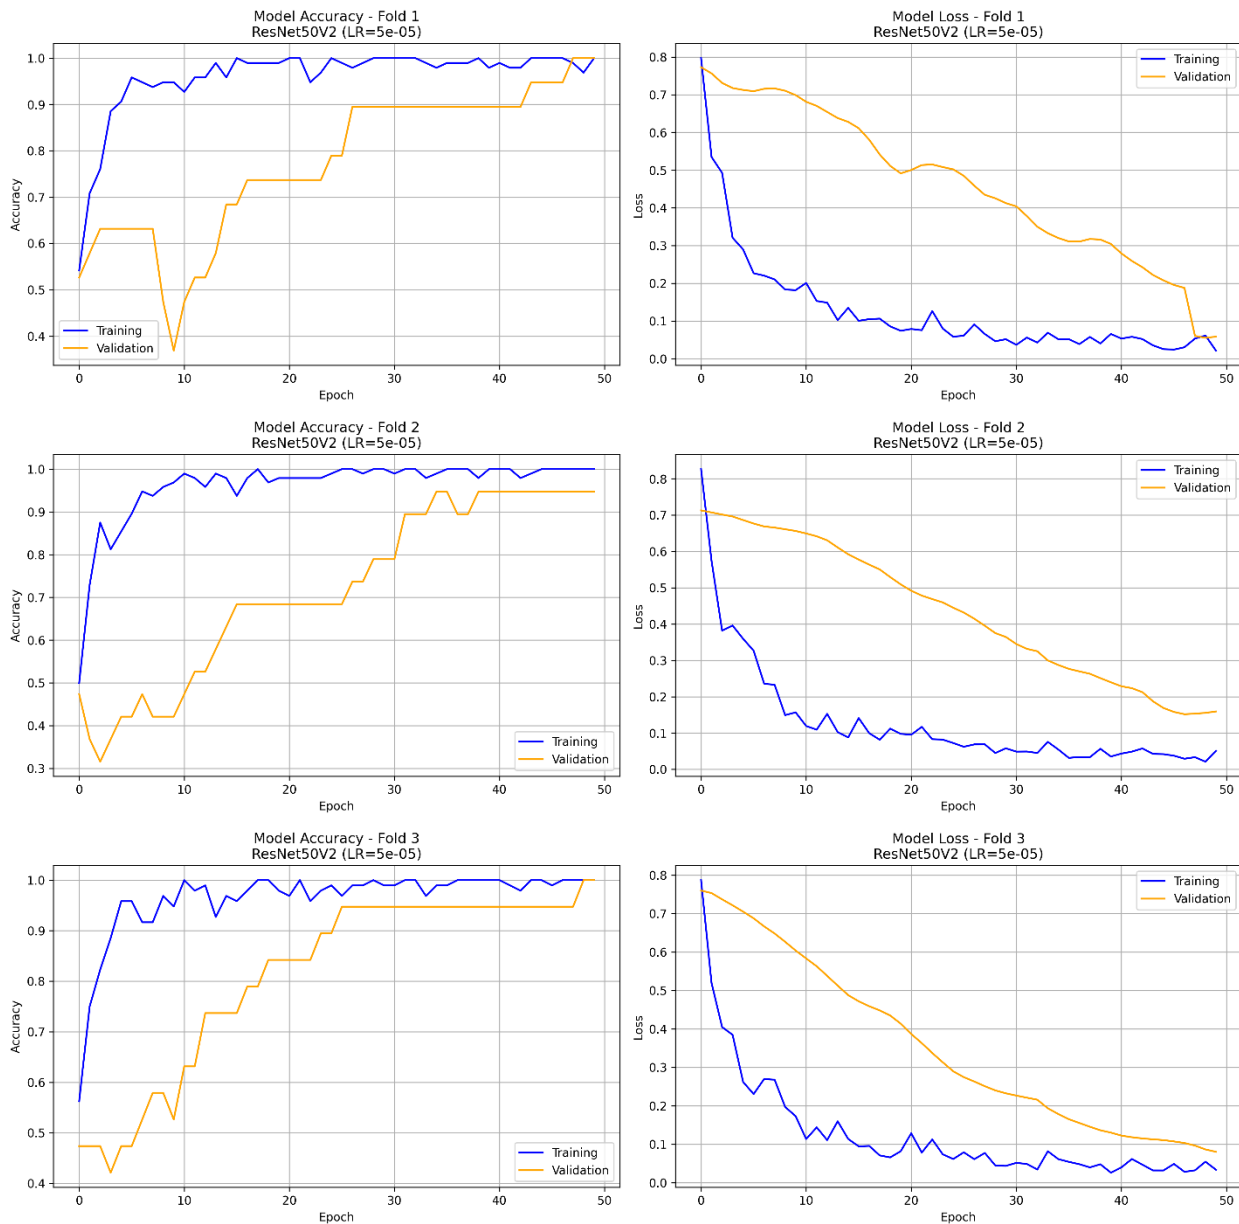 Model Accuracy - Fold 1
ResNet50V2 (LR=5e-05)
Accuracy
1.0
0.9
0.8
0.7
0.6
0.5
0.4
Training
Validation
0 10 20 30 40 50
Epoch
Model Loss - Fold 1
ResNet50V2 (LR=5e-05)
Loss
0.8
0.7
0.6
0.5
0.4
0.3
0.2
0.1
0.0
Training
Validation
0 10 20 30 40 50
Epoch
Model Accuracy - Fold 2
ResNet50V2 (LR=5e-05)
Accuracy
1.0
0.9
0.8
0.7
0.6
0.5
0.4
0.3
Training
Validation
0 10 20 30 40 50
Epoch
Model Loss - Fold 2
ResNet50V2 (LR=5e-05)
Loss
0.8
0.7
0.6
0.5
0.4
0.3
0.2
0.1
0.0
Training
Validation
0 10 20 30 40 50
Epoch
Model Accuracy - Fold 3
ResNet50V2 (LR=5e-05)
Accuracy
1.0
0.9
0.8
0.7
0.6
0.5
0.4
Training
Validation
0 10 20 30 40 50
Epoch
Model Loss - Fold 3
ResNet50V2 (LR=5e-05)
Loss
0.8
0.7
0.6
0.5
0.4
0.3
0.2
0.1
0.0
Training
Validation
0 10 20 30 40 50
Epoch